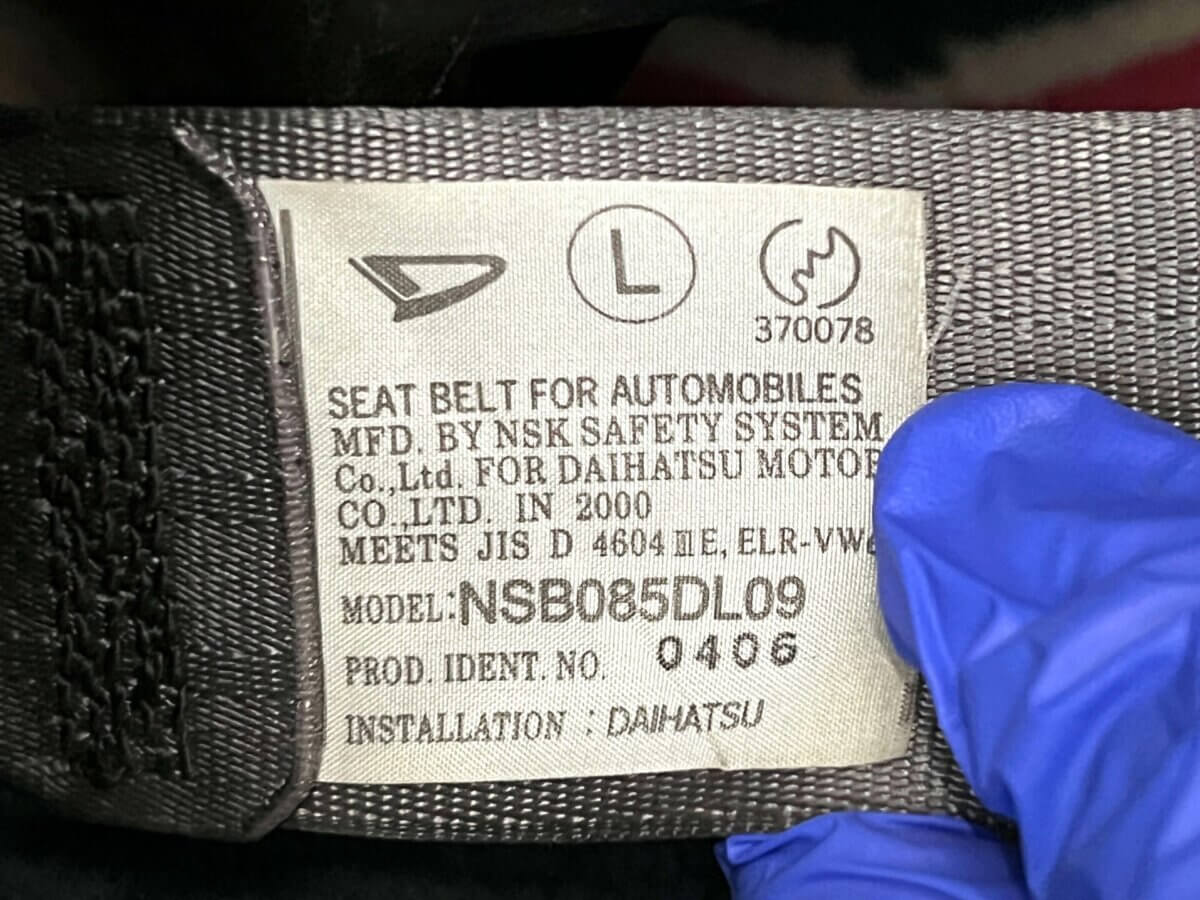 L
370078
SEAT BELT FOR AUTOMOBILES
MFD. BY NSK SAFETY SYSTEM
Co.,Ltd. FOR DAIHATSU MOTOR
CO.,LTD. IN 2000
MEETS JIS D 4604 ⅢE, ELR-VW
MODEL:NSB085DL09
PROD. IDENT. NO. 0406
INSTALLATION : DAIHATSU